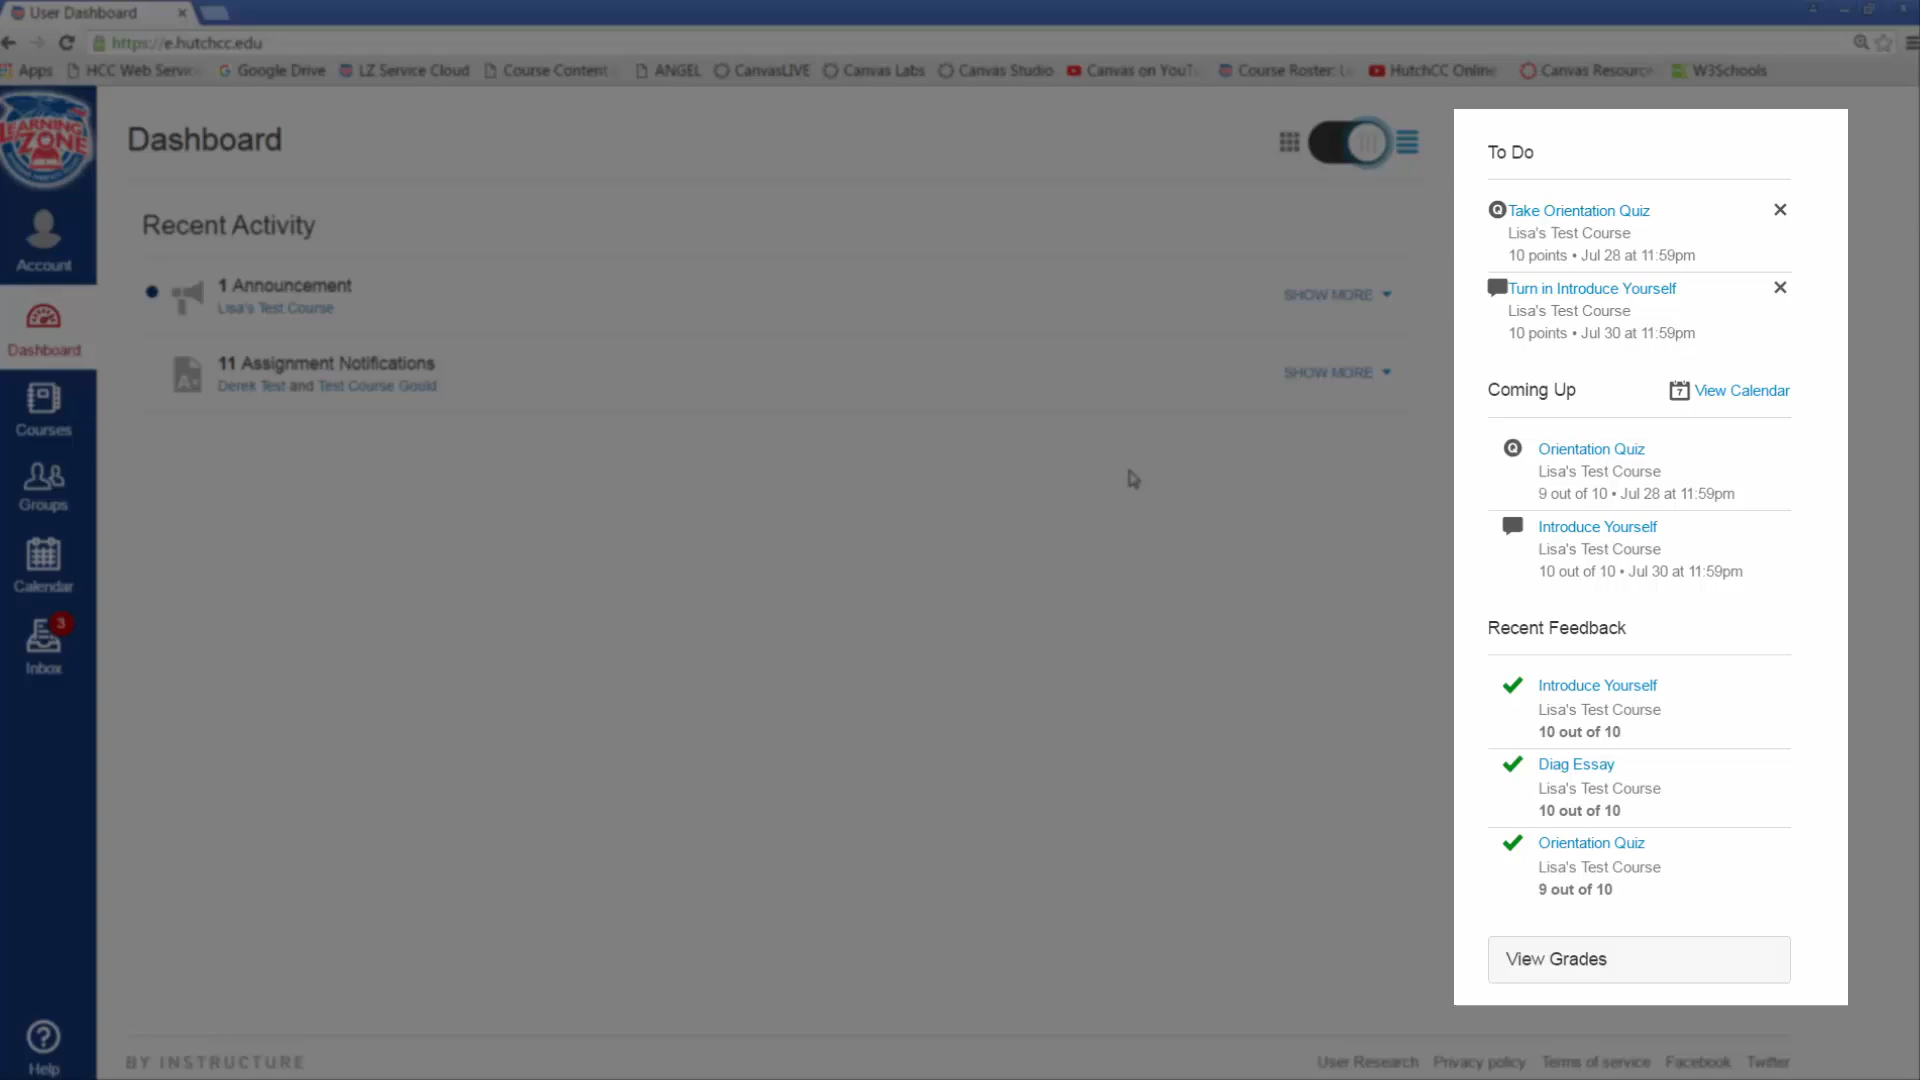 User Dashboard
https://e.hutchcc.edu
Apps
HCC Web Servic
Google Drive
LZ Service Cloud
Course Content
ANGEL
CanvasLIVE
Canvas Labs
Canvas Studio
Canvas on YouT
Course Roster:
HutchCC Online
Canvas Resourc
W3Schools
LEARNING
ZONE
Account
Dashboard
Courses
Groups
Calendar
3
Inbox
Help
Dashboard
Recent Activity
1 Announcement
Lisa's Test Course
SHOW MORE
11 Assignment Notifications
Derek Test and Test Course Gould
SHOW MORE
To Do
Take Orientation Quiz
Lisa's Test Course
10 points • Jul 28 at 11:59pm
Turn in Introduce Yourself
Lisa's Test Course
10 points • Jul 30 at 11:59pm
Coming Up
7 View Calendar
Orientation Quiz
Lisa's Test Course
9 out of 10 • Jul 28 at 11:59pm
Introduce Yourself
Lisa's Test Course
10 out of 10 • Jul 30 at 11:59pm
Recent Feedback
Introduce Yourself
Lisa's Test Course
10 out of 10
Diag Essay
Lisa's Test Course
10 out of 10
Orientation Quiz
Lisa's Test Course
9 out of 10
View Grades
BY INSTRUCTURE
User Research
Privacy policy
Terms of service
Facebook
Twitter